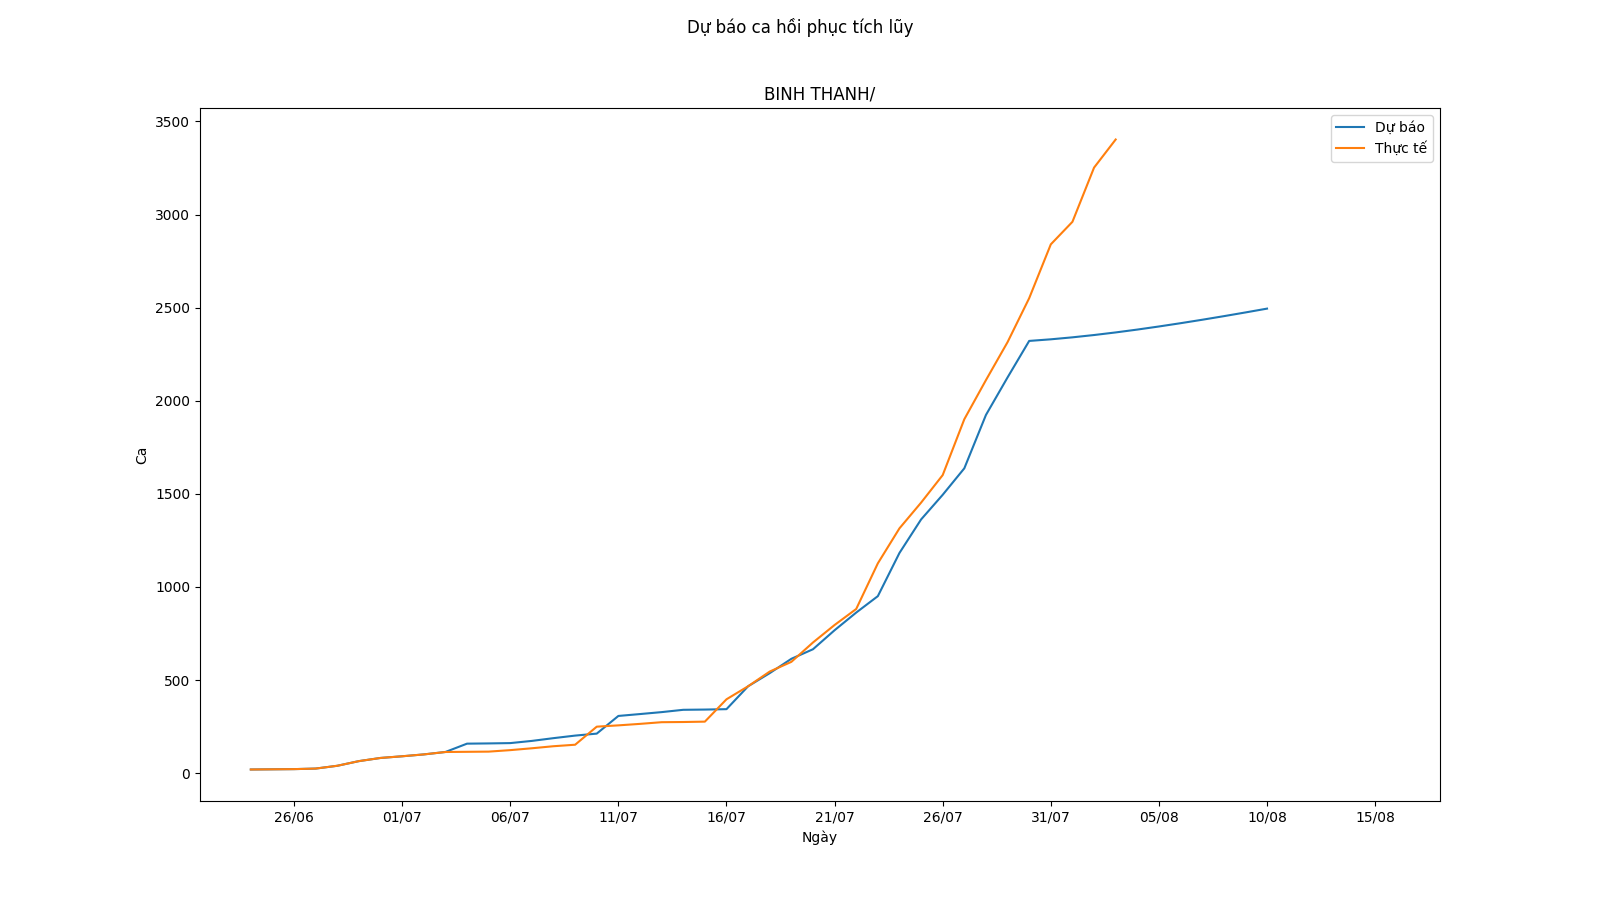 Dự báo ca hồi phục tích lũy
BINH THANH/
Dự báo
Thực tế
3500
3000
2500
2000
1500
1000
500
0
Ca
26/06 01/07 06/07 11/07 16/07 21/07 26/07 31/07 05/08 10/08 15/08
Ngày